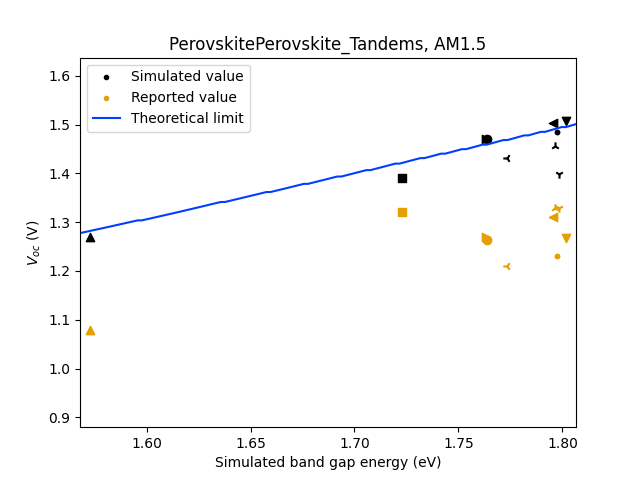 PerovskitePerovskite_Tandems, AM1.5
Simulated value
Reported value
Theoretical limit
1.6
1.5
1.4
1.3
1.2
1.1
1.0
0.9
V_oc (V)
1.60 1.65 1.70 1.75 1.80
Simulated band gap energy (eV)